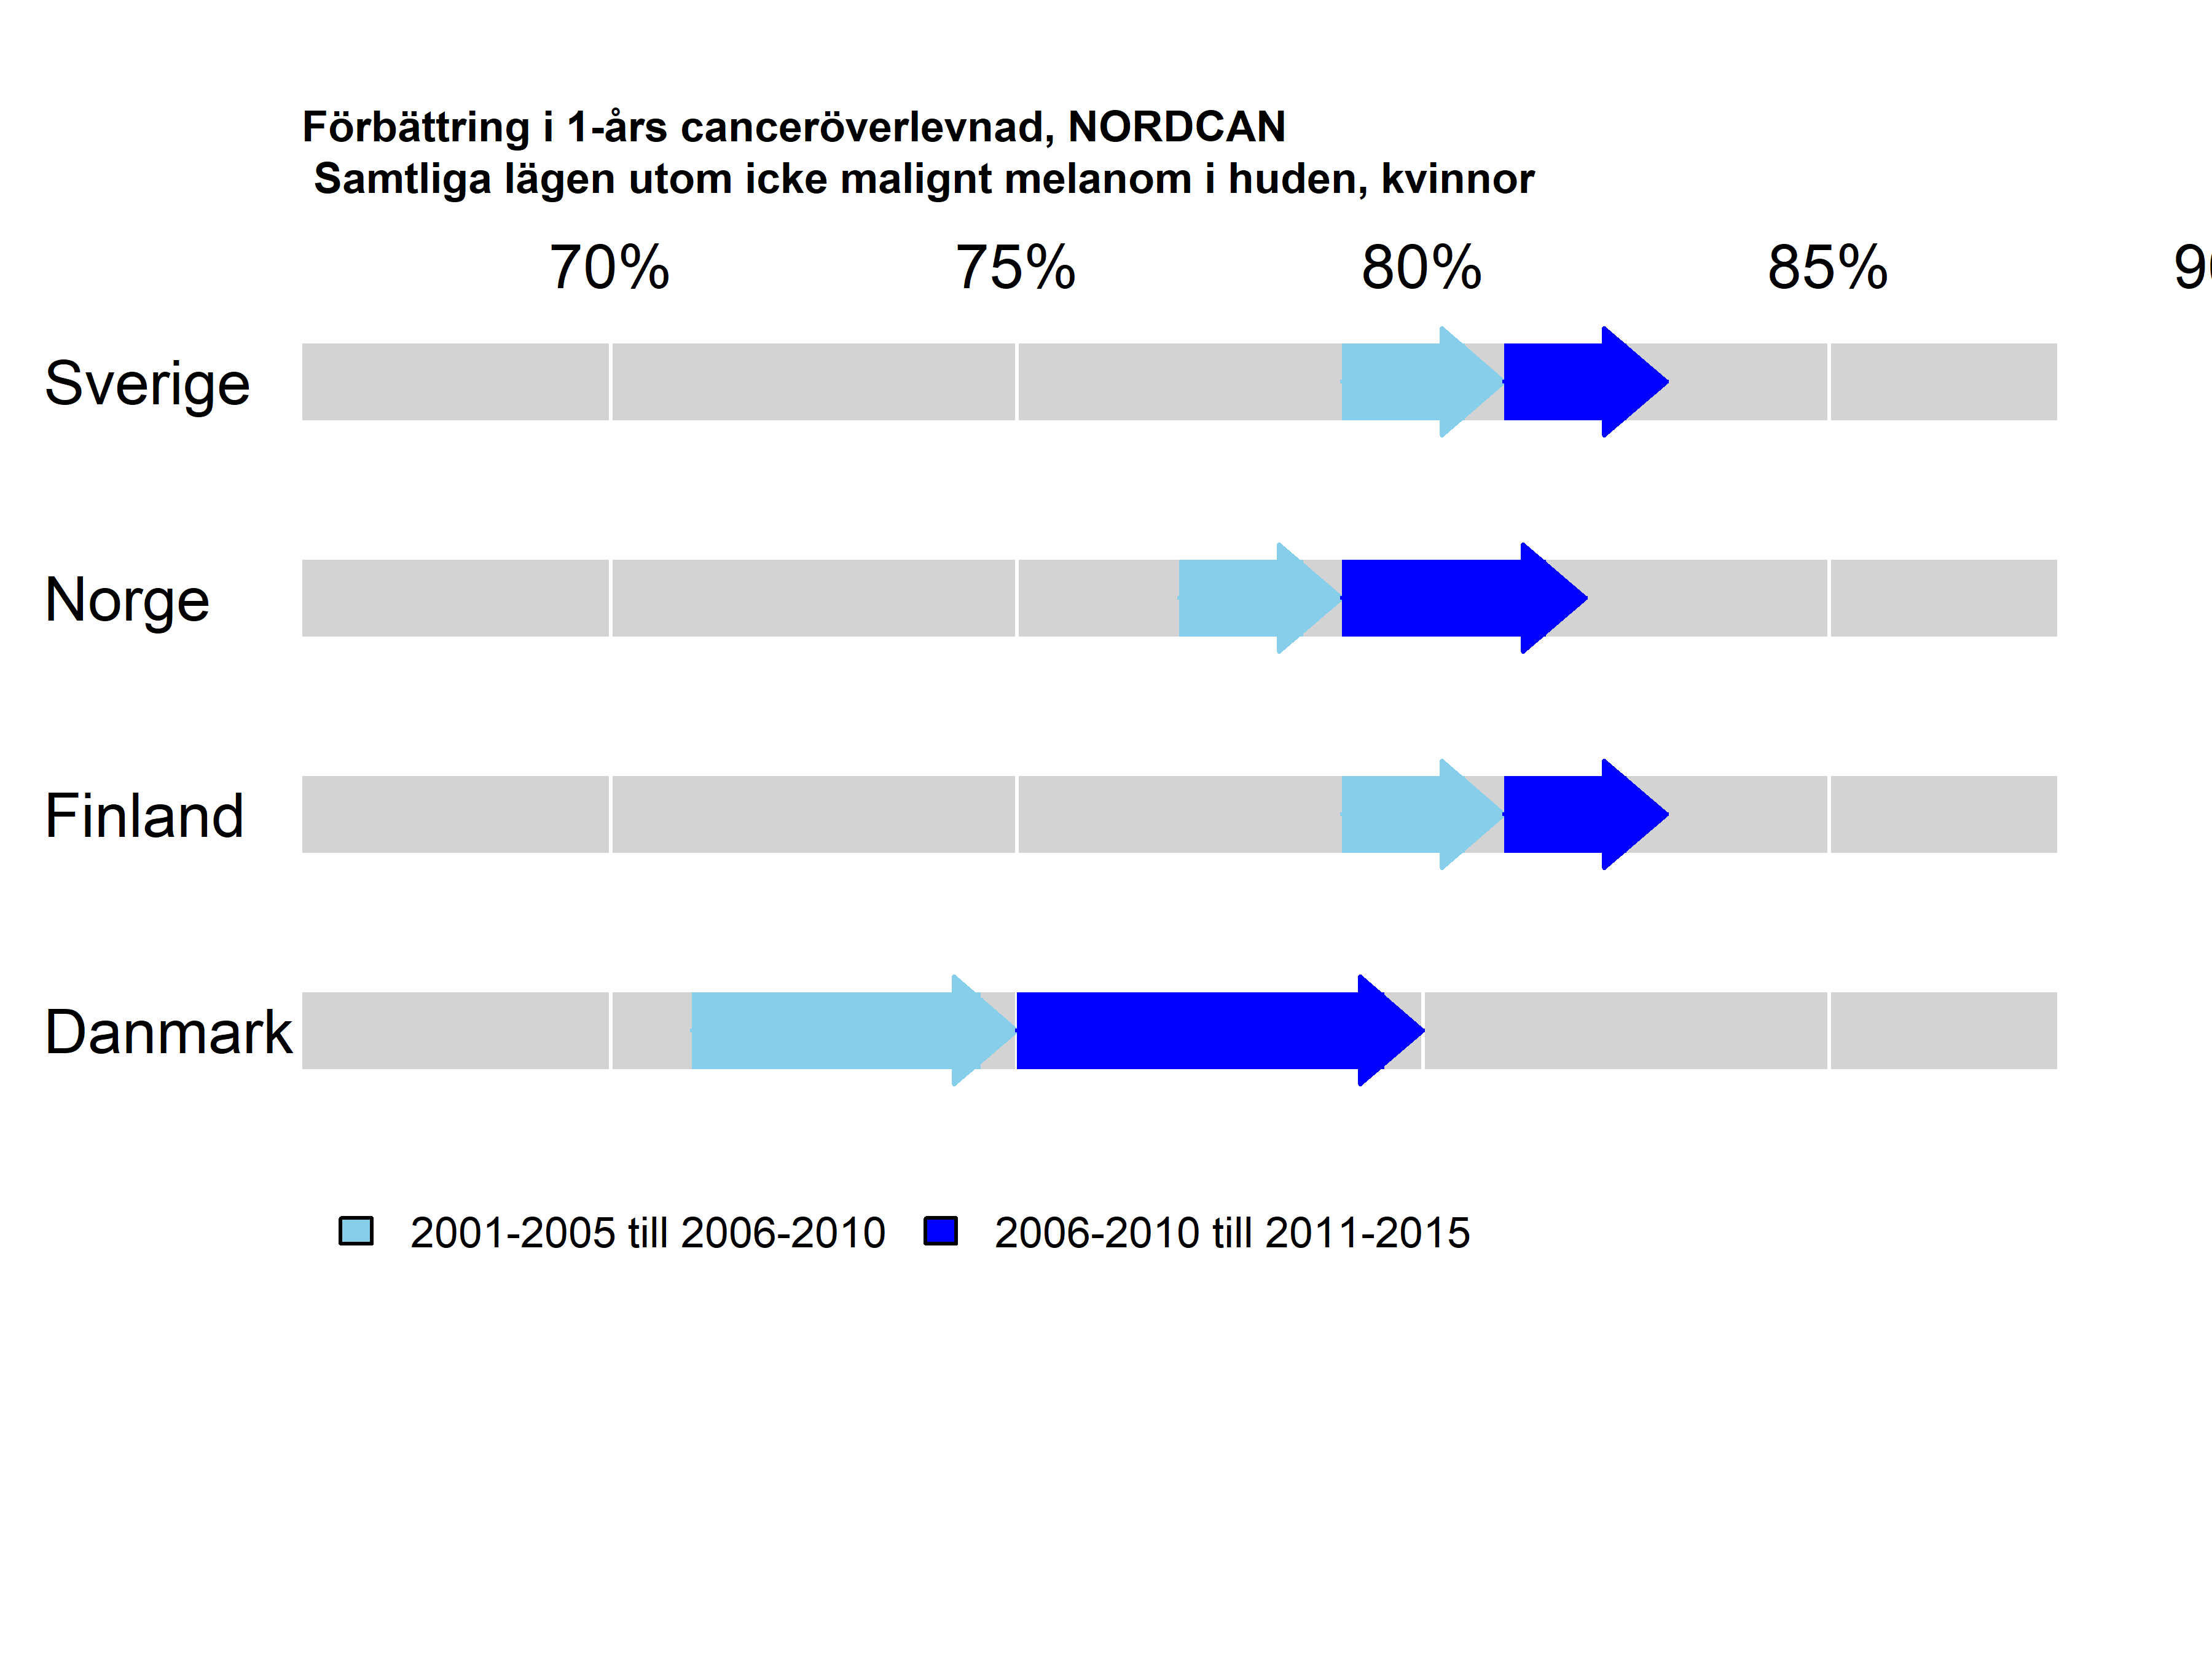 Förbättring i 1-års canceröverlevnad, NORDCAN
Samtliga lägen utom icke malignt melanom i huden, kvinnor
70% 75% 80% 85%
Sverige
Norge
Finland
Danmark
2001-2005 till 2006-2010 2006-2010 till 2011-2015